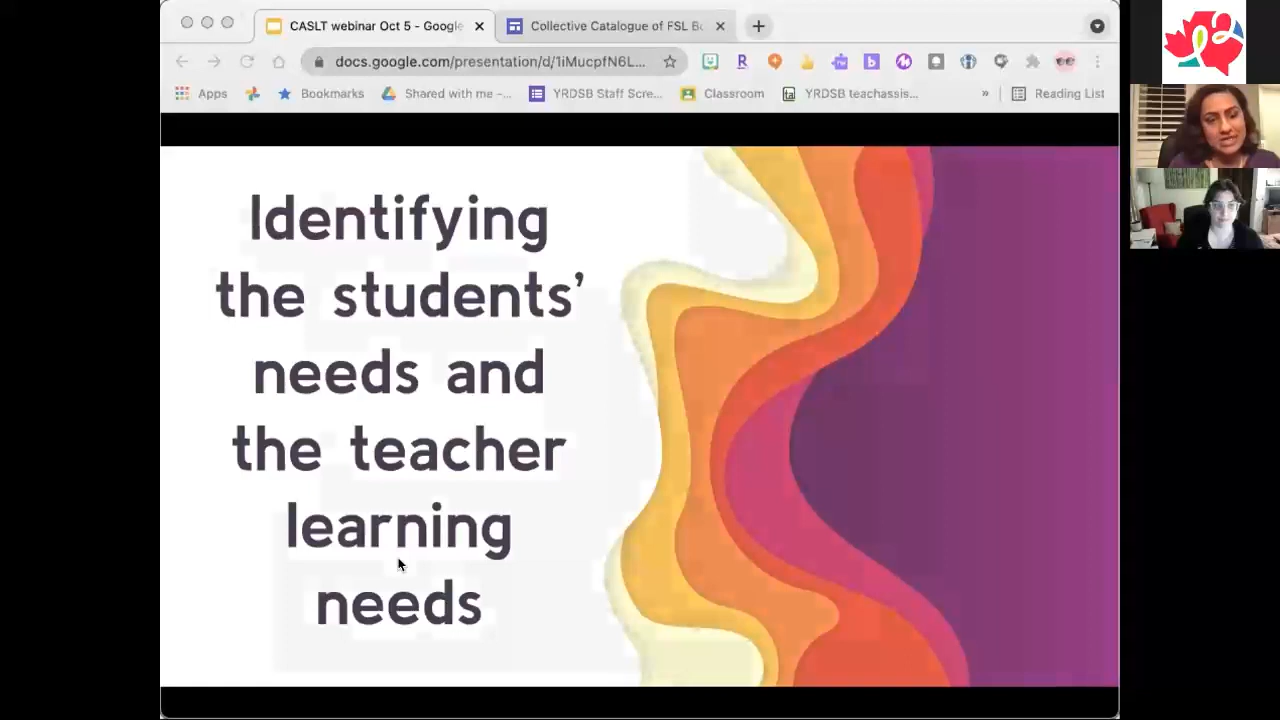 CASLT webinar Oct 5 - Google
Collective Catalogue of FSL Bo
docs.google.com/presentation/d/1iMucpfN6L...
Apps
Bookmarks
Shared with me -...
YRDSB Staff Scre...
Classroom
YRDSB teachassis...
»
Reading List
Identifying
the students’
needs and
the teacher
learning
needs